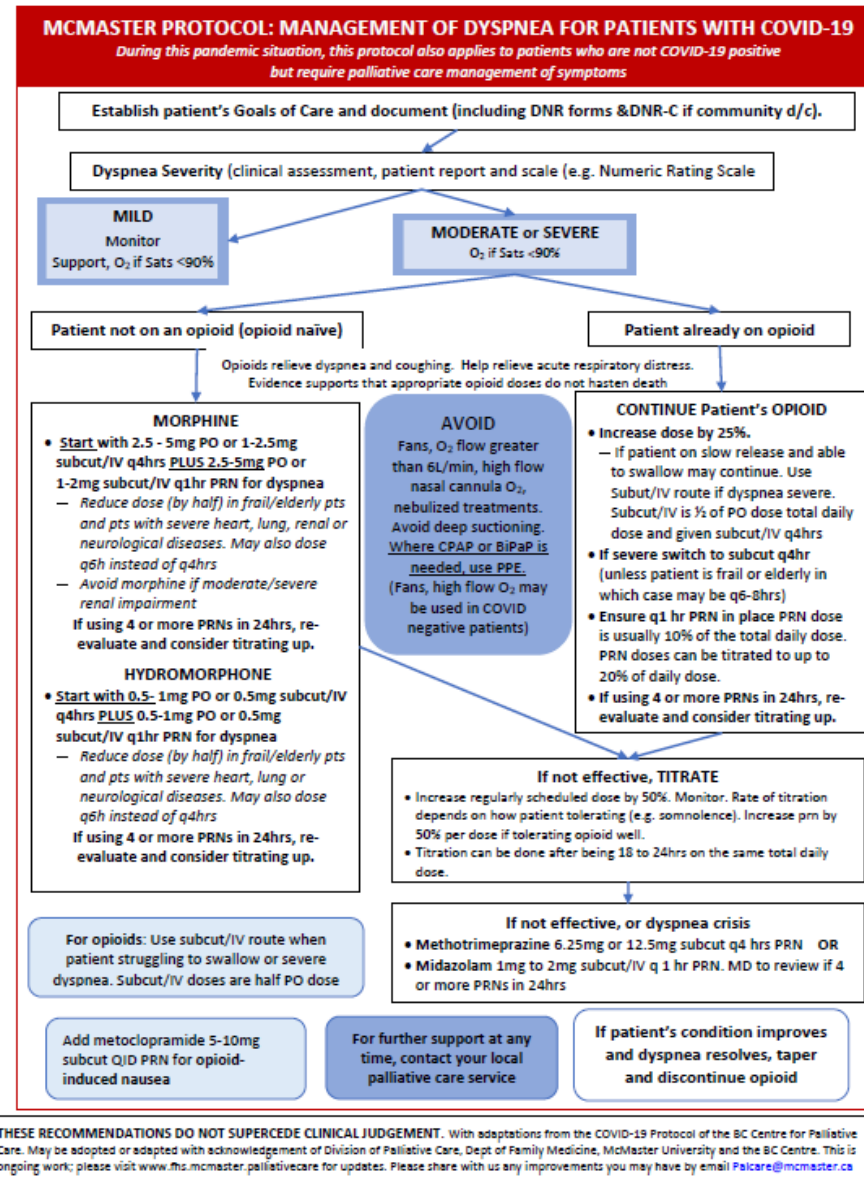 MCMASTER PROTOCOL: MANAGEMENT OF DYSPNEA FOR PATIENTS WITH COVID-19
During this pandemic situation, this protocol also applies to patients who are not COVID-19 positive
but require palliative care management of symptoms
Establish patient's Goals of Care and document (including DNR forms &DNR-C if community d/c).
Dyspnea Severity (clinical assessment, patient report and scale (e.g. Numeric Rating Scale
MILD
Monitor
Support, O2 if Sats <90%
MODERATE or SEVERE
O2 if Sats <90%
Patient not on an opioid (opioid naïve)
Patient already on opioid
Opioids relieve dyspnea and coughing. Help relieve acute respiratory distress.
Evidence supports that appropriate opioid doses do not hasten death
MORPHINE
• Start with 2.5 - 5mg PO or 1-2.5mg
subcut/IV q4hrs PLUS 2.5-5mg PO or
1-2mg subcut/IV q1hr PRN for dyspnea
— Reduce dose (by half) in frail/elderly pts
and pts with severe heart, lung, renal or
neurological diseases. May also dose
q6h instead of q4hrs
— Avoid morphine if moderate/severe
renal impairment
If using 4 or more PRNs in 24hrs, re-
evaluate and consider titrating up.
HYDROMORPHONE
• Start with 0.5- 1mg PO or 0.5mg subcut/IV
q4hrs PLUS 0.5-1mg PO or 0.5mg
subcut/IV q1hr PRN for dyspnea
— Reduce dose (by half) in frail/elderly pts
and pts with severe heart, lung or
neurological diseases. May also dose
q6h instead of q4hrs
If using 4 or more PRNs in 24hrs, re-
evaluate and consider titrating up.
AVOID
Fans, O2 flow greater
than 6L/min, high flow
nasal cannula O2,
nebulized treatments.
Avoid deep suctioning.
Where CPAP or BiPaP is
needed, use PPE.
(Fans, high flow O2 may
be used in COVID
negative patients)
CONTINUE Patient's OPIOID
• Increase dose by 25%.
— If patient on slow release and able
to swallow may continue. Use
Subut/IV route if dyspnea severe.
Subcut/IV is ½ of PO dose total daily
dose and given subcut/IV q4hrs
• If severe switch to subcut q4hr
(unless patient is frail or elderly in
which case may be q6-8hrs)
• Ensure q1 hr PRN in place PRN dose
is usually 10% of the total daily dose.
PRN doses can be titrated to up to
20% of daily dose.
• If using 4 or more PRNs in 24hrs, re-
evaluate and consider titrating up.
If not effective, TITRATE
• Increase regularly scheduled dose by 50%. Monitor. Rate of titration
depends on how patient tolerating (e.g. somnolence). Increase prn by
50% per dose if tolerating opioid well.
• Titration can be done after being 18 to 24hrs on the same total daily
dose.
If not effective, or dyspnea crisis
• Methotrimeprazine 6.25mg or 12.5mg subcut q4 hrs PRN OR
• Midazolam 1mg to 2mg subcut/IV q 1 hr PRN. MD to review if 4
or more PRNs in 24hrs
For opioids: Use subcut/IV route when
patient struggling to swallow or severe
dyspnea. Subcut/IV doses are half PO dose
Add metoclopramide 5-10mg
subcut QID PRN for opioid-
induced nausea
For further support at any
time, contact your local
palliative care service
If patient's condition improves
and dyspnea resolves, taper
and discontinue opioid
THESE RECOMMENDATIONS DO NOT SUPERCEDE CLINICAL JUDGEMENT. With adaptations from the COVID-19 Protocol of the BC Centre for Palliative
Care. May be adopted or adapted with acknowledgement of Division of Palliative Care, Dept of Family Medicine, McMaster University and the BC Centre. This is
ongoing work; please visit www.fhs.mcmaster.palliativecare for updates. Please share with us any improvements you may have by email Palcare@mcmaster.ca